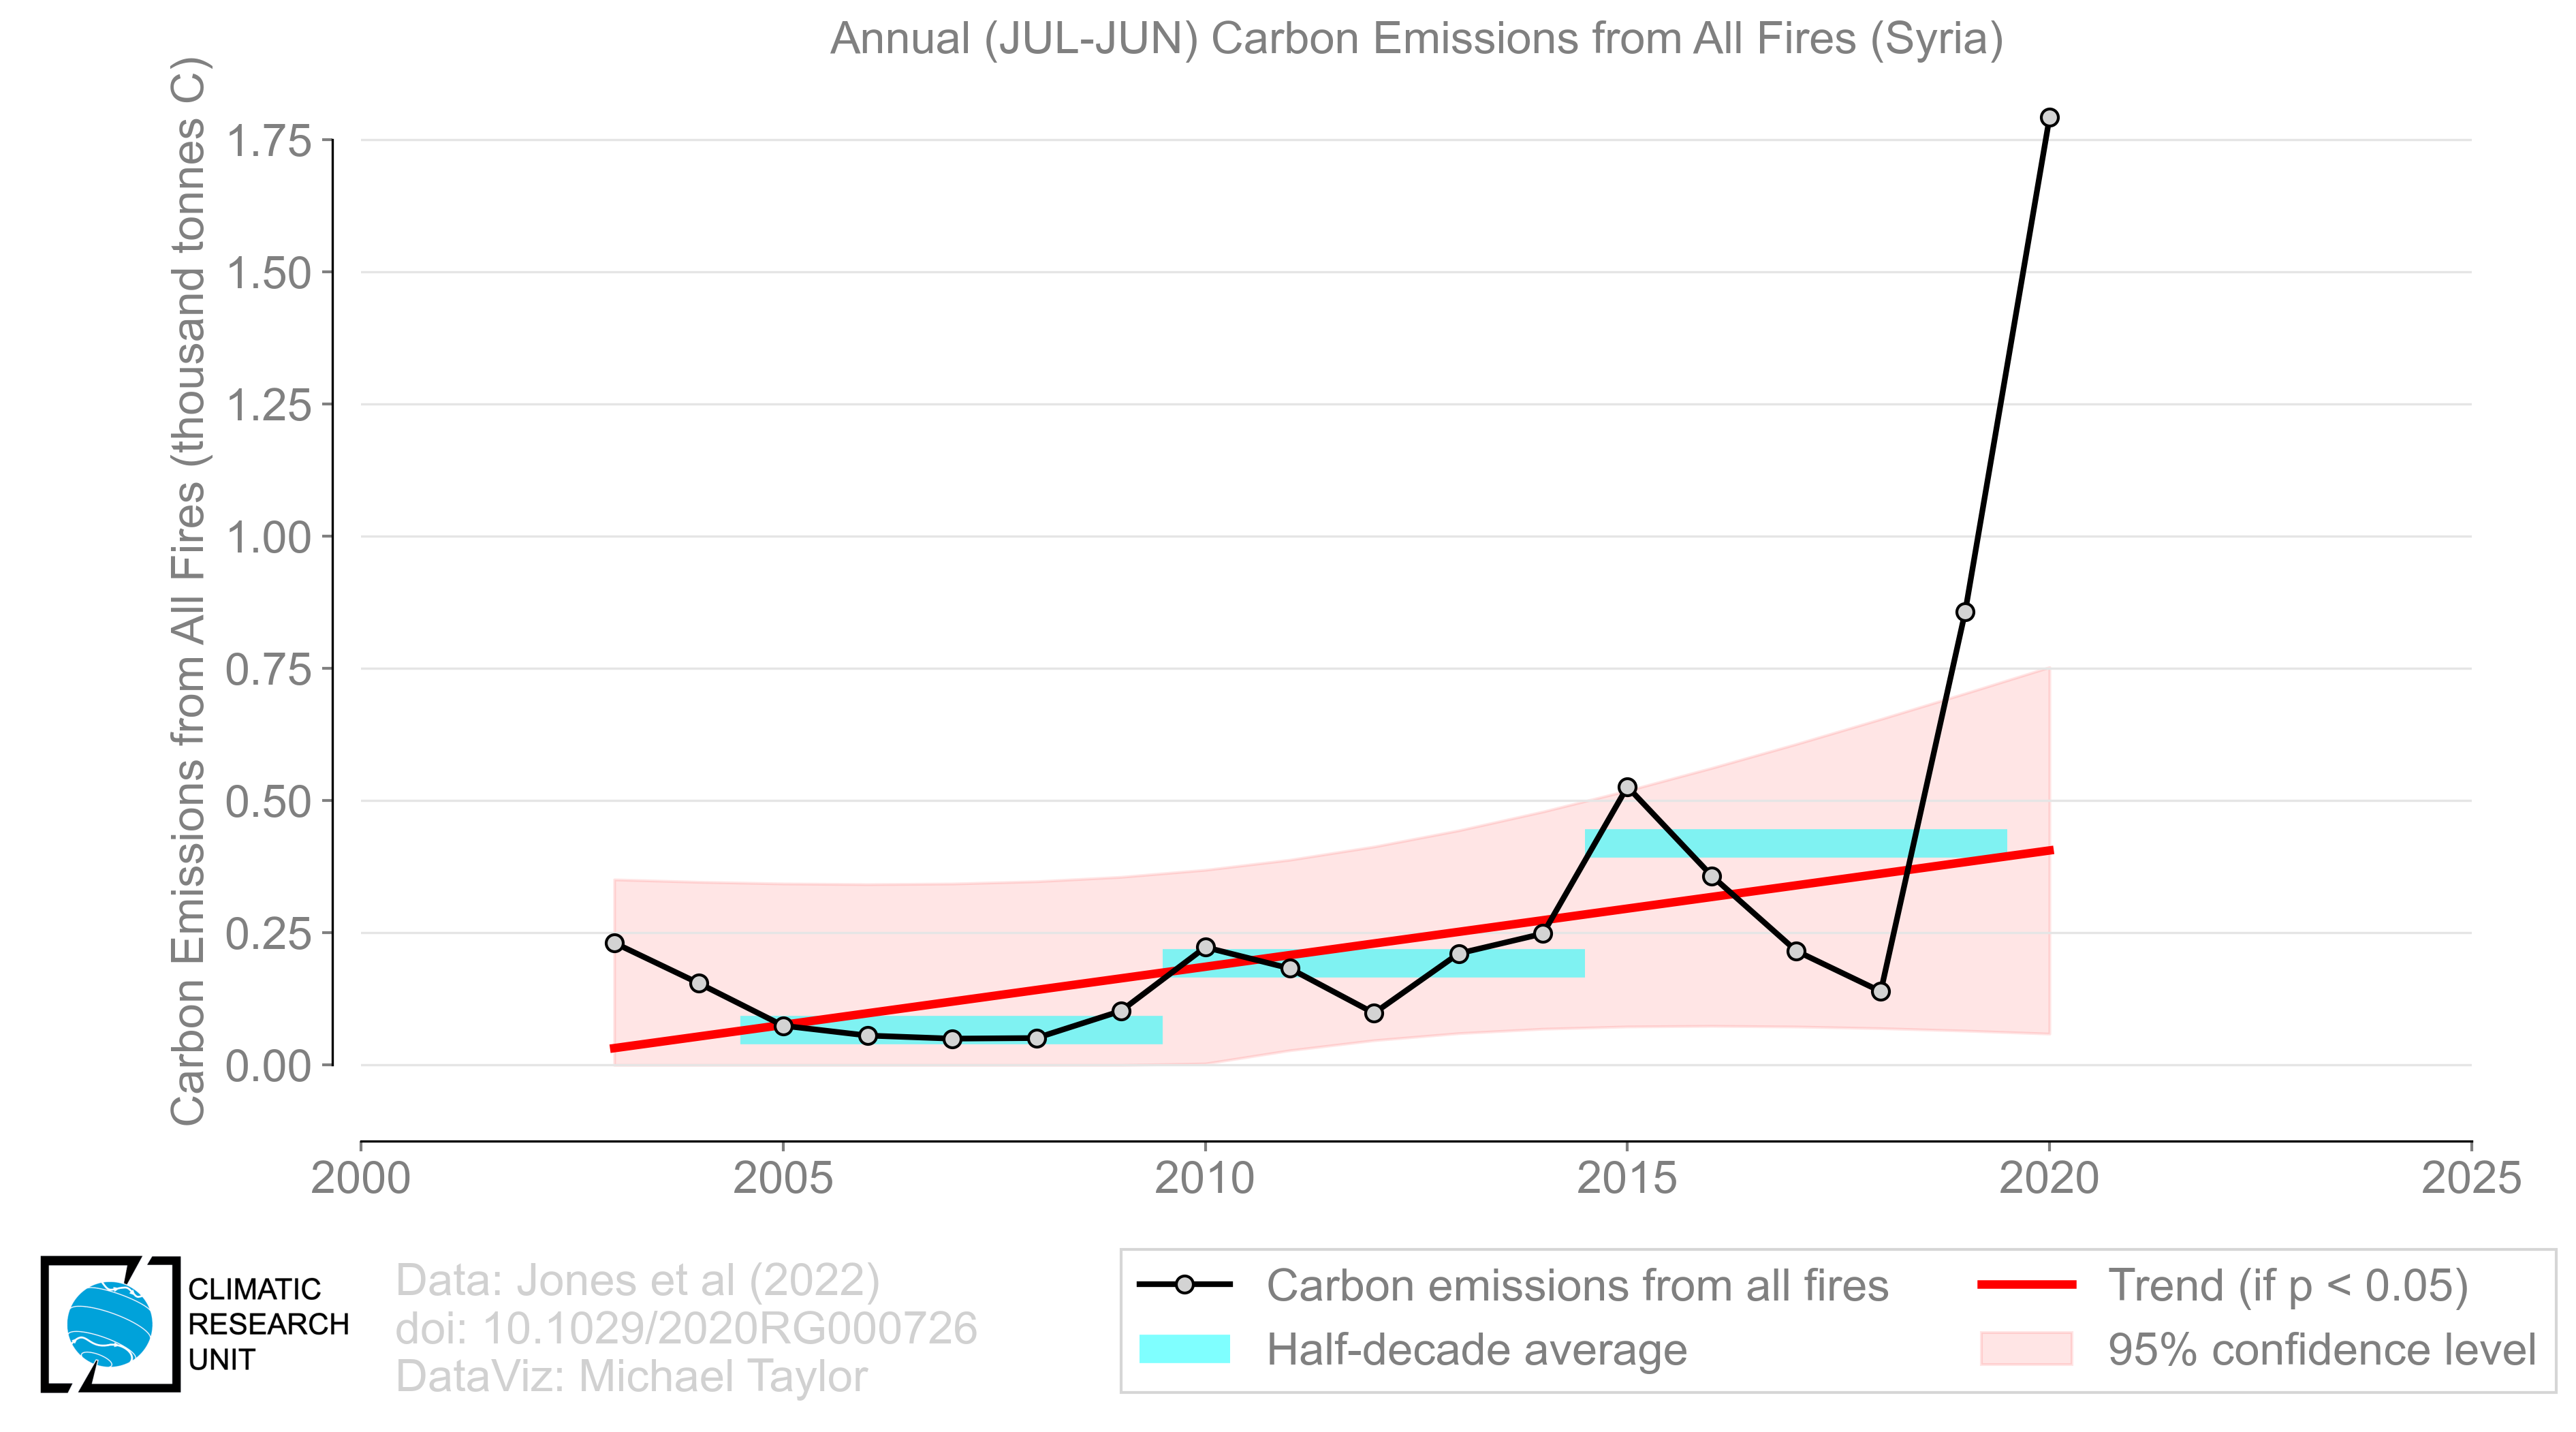 Annual (JUL-JUN) Carbon Emissions from All Fires (Syria)
Carbon Emissions from All Fires (thousand tonnes C)
1.75
1.50
1.25
1.00
0.75
0.50
0.25
0.00
2000
2005
2010
2015
2020
2025
CLIMATIC
RESEARCH
UNIT
Data: Jones et al (2022)
doi: 10.1029/2020RG000726
DataViz: Michael Taylor
Carbon emissions from all fires
Half-decade average
Trend (if p < 0.05)
95% confidence level